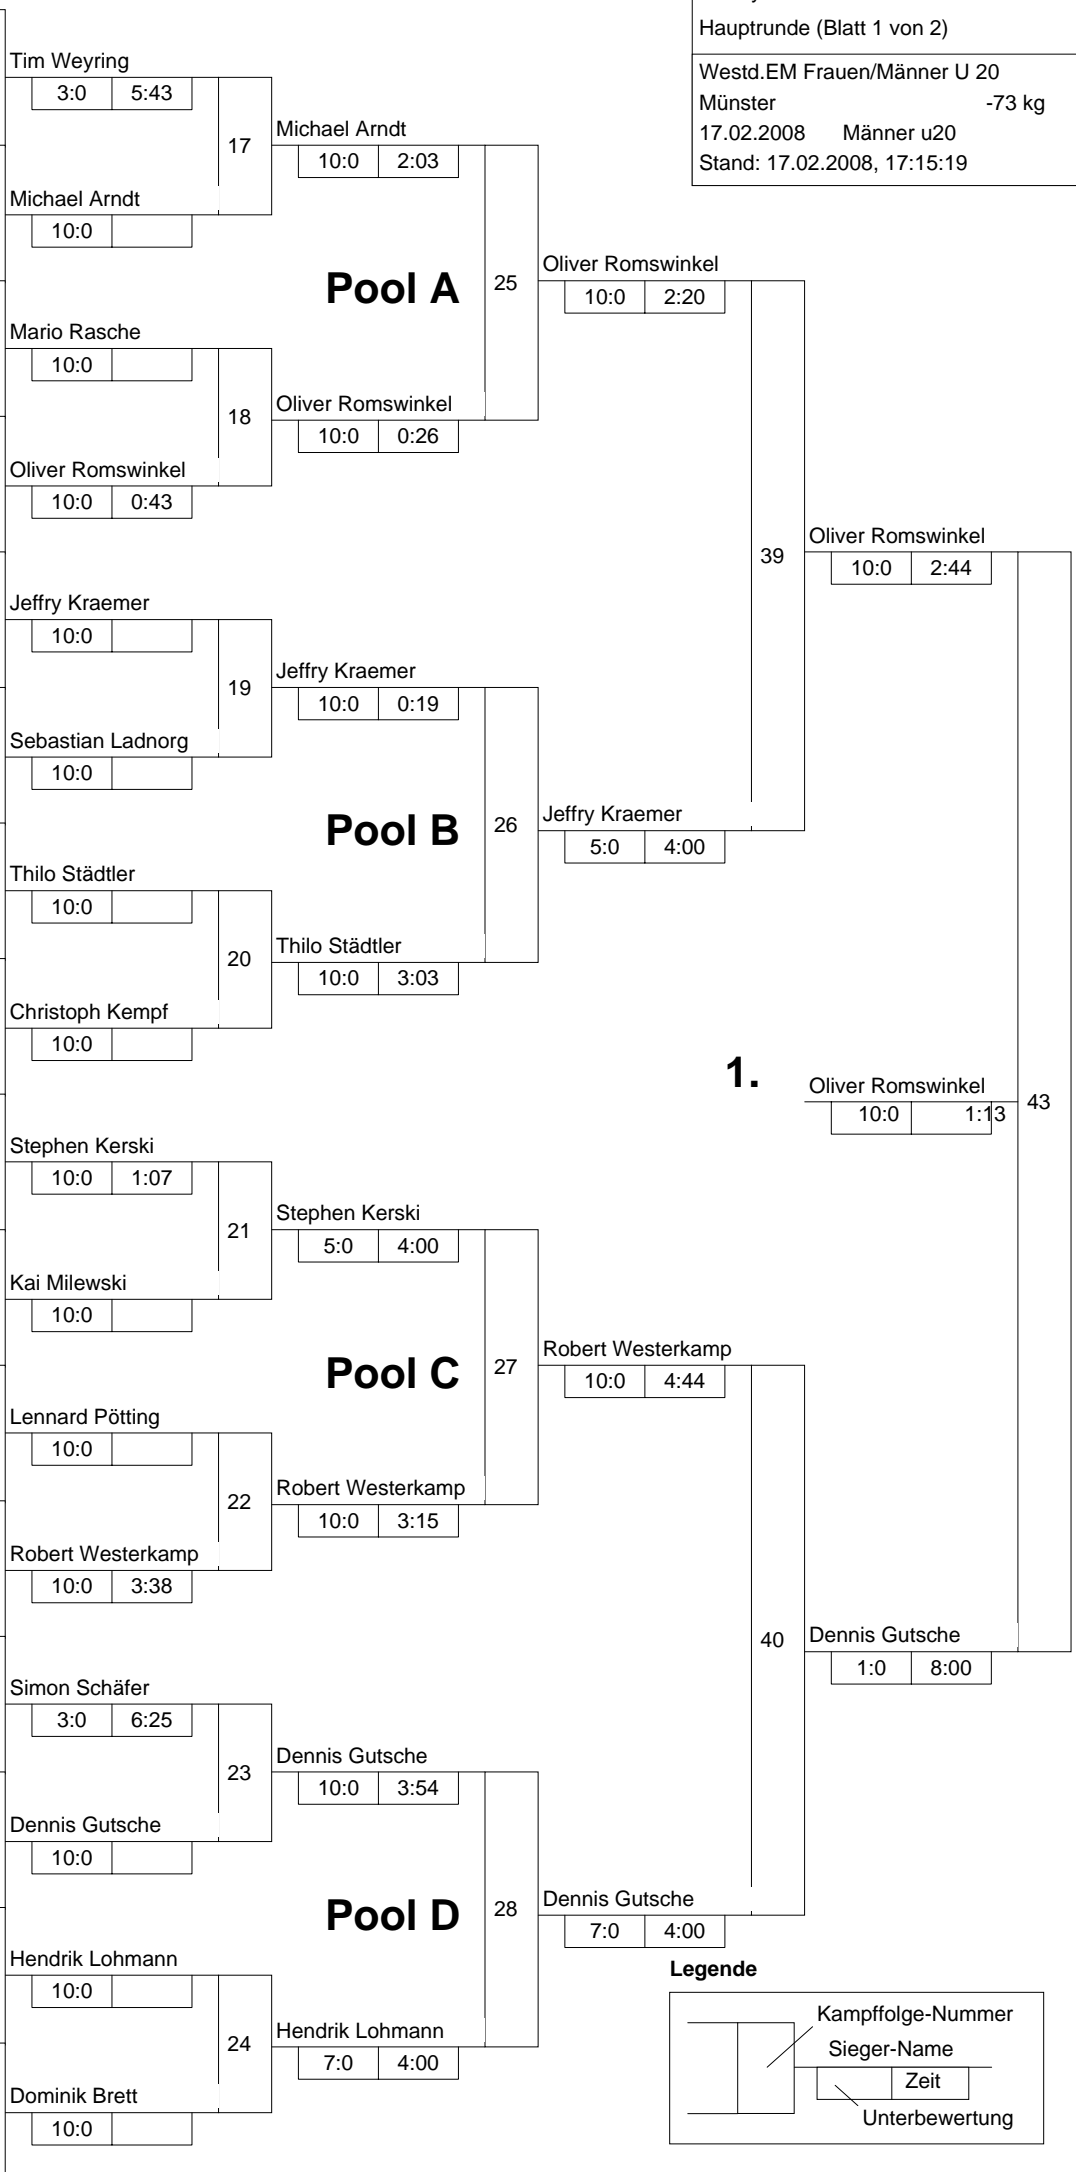 Hauptrunde (Blatt 1 von 2)
Westd.EM Frauen/Männer U 20
Münster -73 kg
17.02.2008 Männer u20
Stand: 17.02.2008, 17:15:19
Tim Weyring
3:0 5:43
17
Michael Arndt
10:0 2:03
Michael Arndt
10:0
Pool A
25
Oliver Romswinkel
10:0 2:20
Mario Rasche
10:0
18
Oliver Romswinkel
10:0 0:26
Oliver Romswinkel
10:0 0:43
39
Oliver Romswinkel
10:0 2:44
Jeffry Kraemer
10:0
19
Jeffry Kraemer
10:0 0:19
Sebastian Ladnorg
10:0
Pool B
26
Jeffry Kraemer
5:0 4:00
Thilo Städtler
10:0
20
Thilo Städtler
10:0 3:03
Christoph Kempf
10:0
1.
Oliver Romswinkel
10:0 1:13
43
Stephen Kerski
10:0 1:07
21
Stephen Kerski
5:0 4:00
Kai Milewski
10:0
Pool C
27
Robert Westerkamp
10:0 4:44
Lennard Pötting
10:0
22
Robert Westerkamp
10:0 3:15
Robert Westerkamp
10:0 3:38
40
Dennis Gutsche
1:0 8:00
Simon Schäfer
3:0 6:25
23
Dennis Gutsche
10:0 3:54
Dennis Gutsche
10:0
Pool D
28
Dennis Gutsche
7:0 4:00
Hendrik Lohmann
10:0
24
Hendrik Lohmann
7:0 4:00
Dominik Brett
10:0
Legende
Kampffolge-Nummer
Sieger-Name
Zeit
Unterbewertung